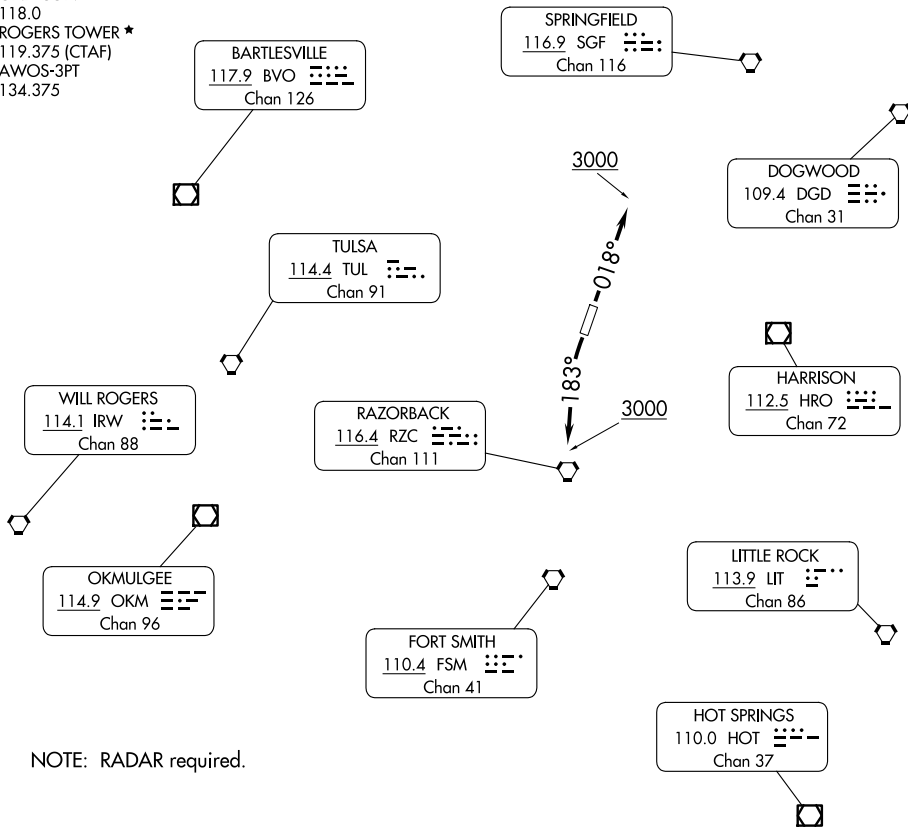 118.0
ROGERS TOWER ★
119.375 (CTAF)
AWOS-3PT
134.375
SPRINGFIELD
116.9 SGF
Chan 116
BARTLESVILLE
117.9 BVO
Chan 126
3000
DOGWOOD
109.4 DGD
Chan 31
018°
TULSA
114.4 TUL
Chan 91
183°
HARRISON
112.5 HRO
Chan 72
WILL ROGERS
114.1 IRW
Chan 88
RAZORBACK
116.4 RZC
Chan 111
3000
LITTLE ROCK
113.9 LIT
Chan 86
OKMULGEE
114.9 OKM
Chan 96
FORT SMITH
110.4 FSM
Chan 41
HOT SPRINGS
110.0 HOT
Chan 37
NOTE: RADAR required.